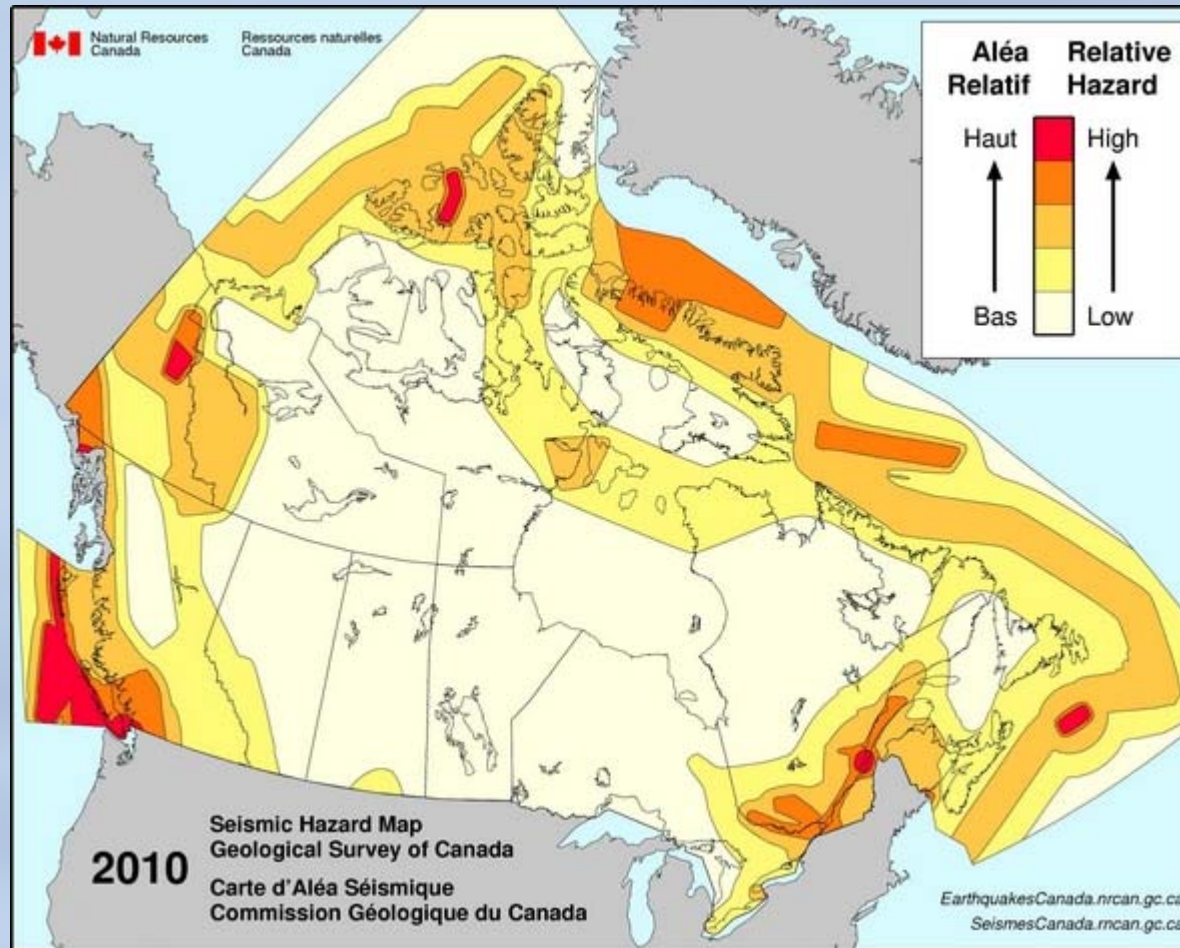 Natural Resources
Canada
Ressources naturelles
Canada
Aléa
Relatif
Relative
Hazard
Haut
High
Bas
Low
2010
Seismic Hazard Map
Geological Survey of Canada
Carte d'Aléa Séismique
Commission Géologique du Canada
EarthquakesCanada.nrcan.gc.ca
SeismesCanada.rncan.gc.ca